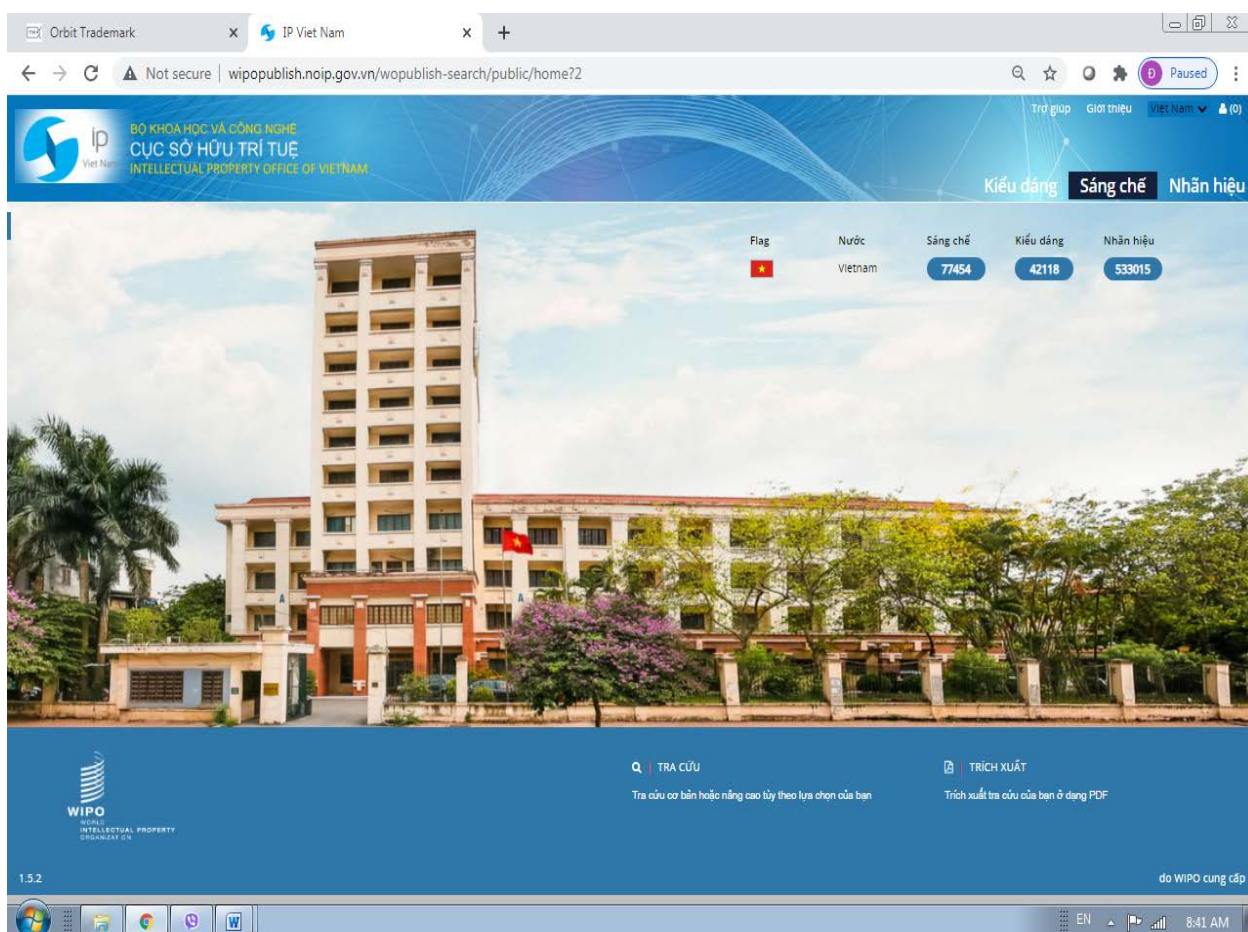 Orbit Trademark
IP Viet Nam
Not secure | wipopublish.noip.gov.vn/wopublish-search/public/home?2
Đ Paused
Trợ giúp Giới thiệu Việt Nam (0)
ip
Viet Nam
BỘ KHOA HỌC VÀ CÔNG NGHỆ
CỤC SỞ HỮU TRÍ TUỆ
INTELLECTUAL PROPERTY OFFICE OF VIETNAM
Kiểu dáng Sáng chế Nhãn hiệu
Flag Nước Sáng chế Kiểu dáng Nhãn hiệu
Vietnam 77454 42118 533015
A A
TRA CỨU
Tra cứu cơ bản hoặc nâng cao tùy theo lựa chọn của bạn
TRÍCH XUẤT
Trích xuất tra cứu của bạn ở dạng PDF
WIPO
WORLD
INTELLECTUAL PROPERTY
ORGANIZATION
1.5.2
do WIPO cung cấp
EN 8:41 AM